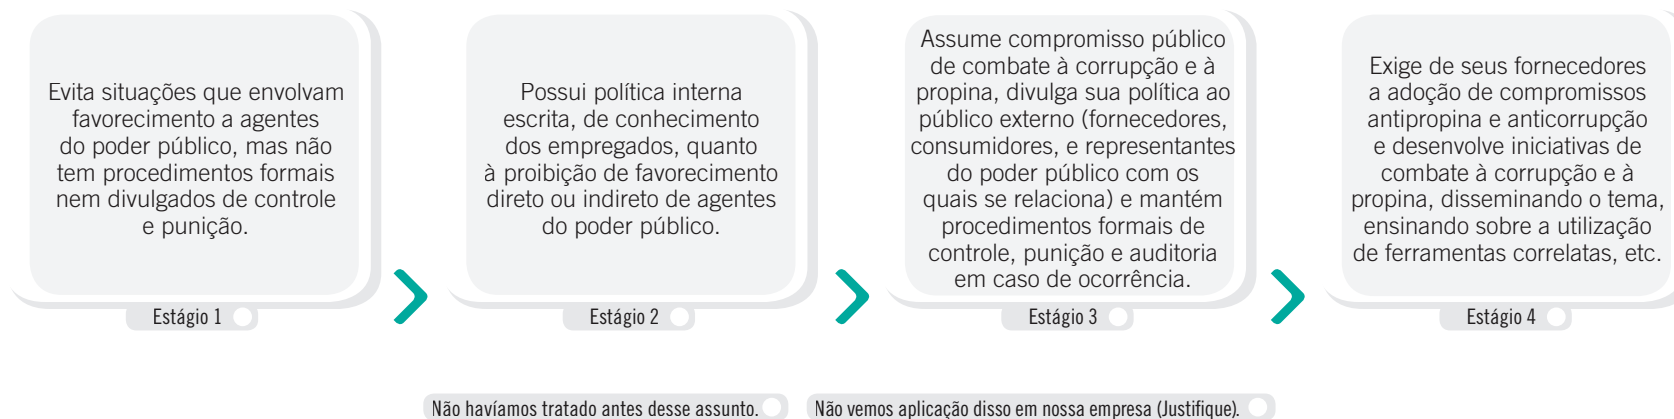 Evita situações que envolvam
favorecimento a agentes
do poder público, mas não
tem procedimentos formais
nem divulgados de controle
e punição.
Estágio 1
Possui política interna
escrita, de conhecimento
dos empregados, quanto
à proibição de favorecimento
direto ou indireto de agentes
do poder público.
Estágio 2
Assume compromisso público
de combate à corrupção e à
propina, divulga sua política ao
público externo (fornecedores,
consumidores, e representantes
do poder público com os
quais se relaciona) e mantém
procedimentos formais de
controle, punição e auditoria
em caso de ocorrência.
Estágio 3
Exige de seus fornecedores
a adoção de compromissos
antipropina e anticorrupção
e desenvolve iniciativas de
combate à corrupção e à
propina, disseminando o tema,
ensinando sobre a utilização
de ferramentas correlatas, etc.
Estágio 4
Não havíamos tratado antes desse assunto.
Não vemos aplicação disso em nossa empresa (Justifique).